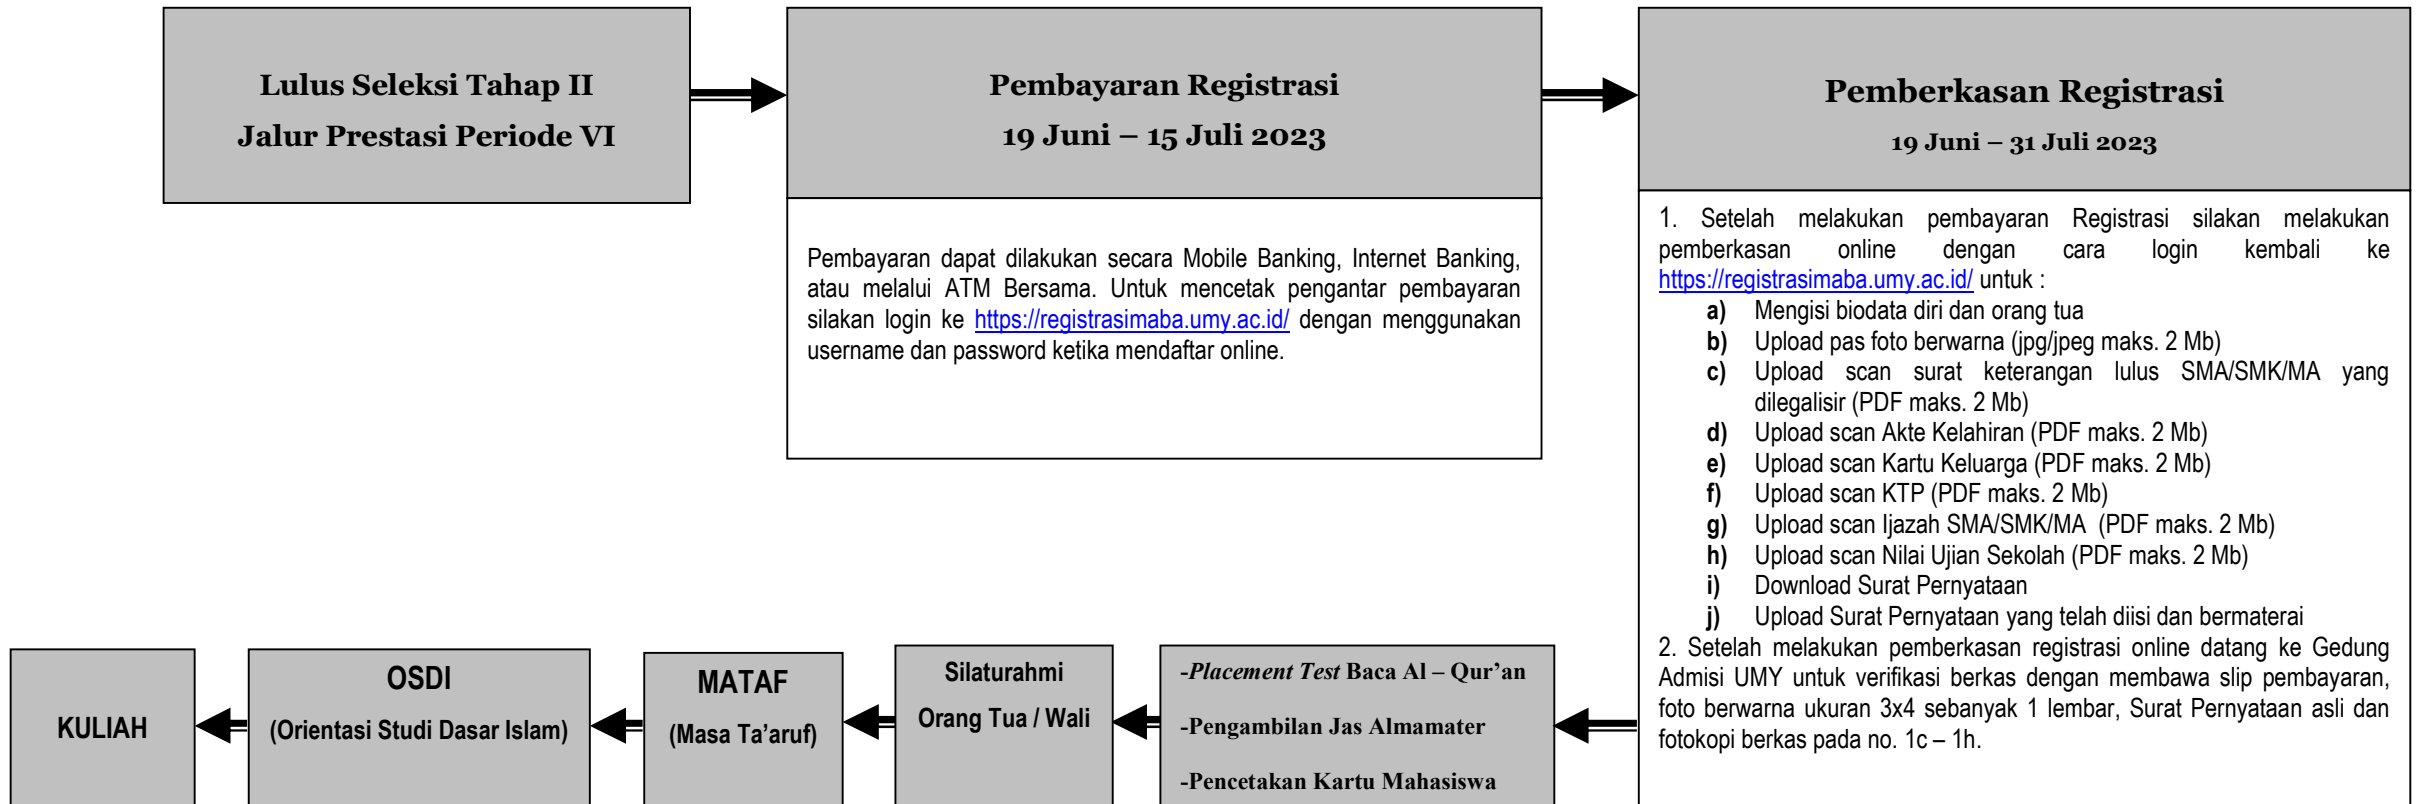 Lulus Seleksi Tahap II
Jalur Prestasi Periode VI
Pembayaran Registrasi
19 Juni – 15 Juli 2023
Pembayaran dapat dilakukan secara Mobile Banking, Internet Banking,
atau melalui ATM Bersama. Untuk mencetak pengantar pembayaran
silakan login ke https://registrasimaba.umy.ac.id/ dengan menggunakan
username dan password ketika mendaftar online.
Pemberkasan Registrasi
19 Juni – 31 Juli 2023
1. Setelah melakukan pembayaran Registrasi silakan melakukan
pemberkasan online dengan cara login kembali ke
https://registrasimaba.umy.ac.id/ untuk :
a) Mengisi biodata diri dan orang tua
b) Upload pas foto berwarna (jpg/jpeg maks. 2 Mb)
c) Upload scan surat keterangan lulus SMA/SMK/MA yang
dilegalisir (PDF maks. 2 Mb)
d) Upload scan Akte Kelahiran (PDF maks. 2 Mb)
e) Upload scan Kartu Keluarga (PDF maks. 2 Mb)
f) Upload scan KTP (PDF maks. 2 Mb)
g) Upload scan Ijazah SMA/SMK/MA (PDF maks. 2 Mb)
h) Upload scan Nilai Ujian Sekolah (PDF maks. 2 Mb)
i) Download Surat Pernyataan
j) Upload Surat Pernyataan yang telah diisi dan bermaterai
2. Setelah melakukan pemberkasan registrasi online datang ke Gedung
Admisi UMY untuk verifikasi berkas dengan membawa slip pembayaran,
foto berwarna ukuran 3x4 sebanyak 1 lembar, Surat Pernyataan asli dan
fotokopi berkas pada no. 1c – 1h.
-Placement Test Baca Al – Qur'an
-Pengambilan Jas Almamater
-Pencetakan Kartu Mahasiswa
Silaturahmi
Orang Tua / Wali
MATAF
(Masa Ta'aruf)
OSDI
(Orientasi Studi Dasar Islam)
KULIAH